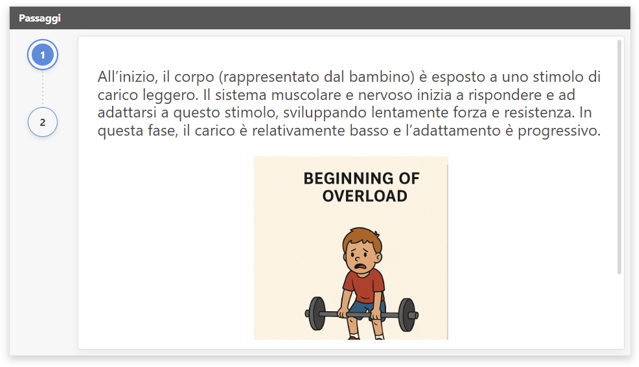 Passaggi
1
2
All’inizio, il corpo (rappresentato dal bambino) è esposto a uno stimolo di
carico leggero. Il sistema muscolare e nervoso inizia a rispondere e ad
adattarsi a questo stimolo, sviluppando lentamente forza e resistenza. In
questa fase, il carico è relativamente basso e l’adattamento è progressivo.
BEGINNING OF
OVERLOAD